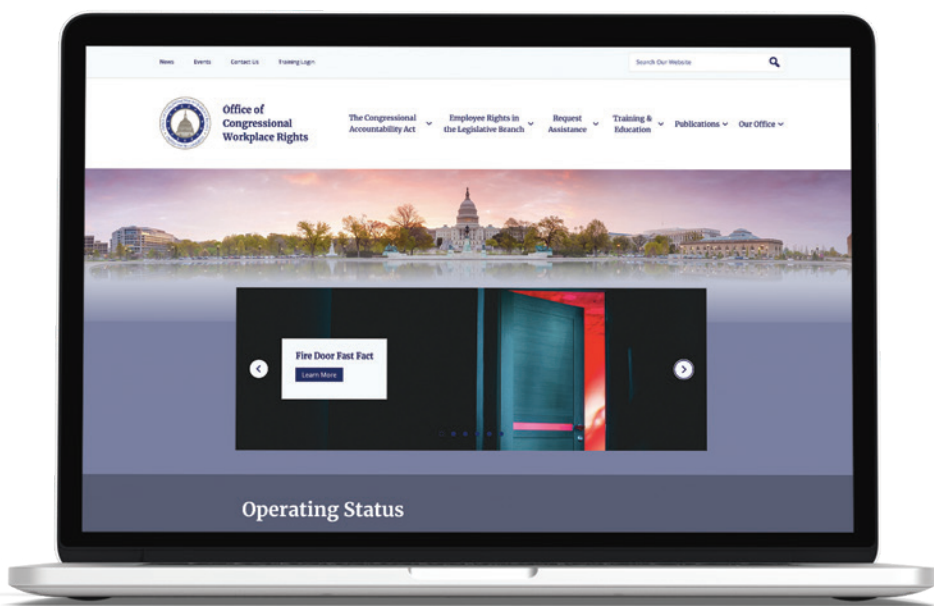 News Events Contact Us Training Login
Search Our Website
Office of
Congressional
Workplace Rights
The Congressional
Accountability Act
Employee Rights in
the Legislative Branch
Request
Assistance
Training &
Education
Publications
Our Office
Fire Door Fast Fact
Learn More
Operating Status